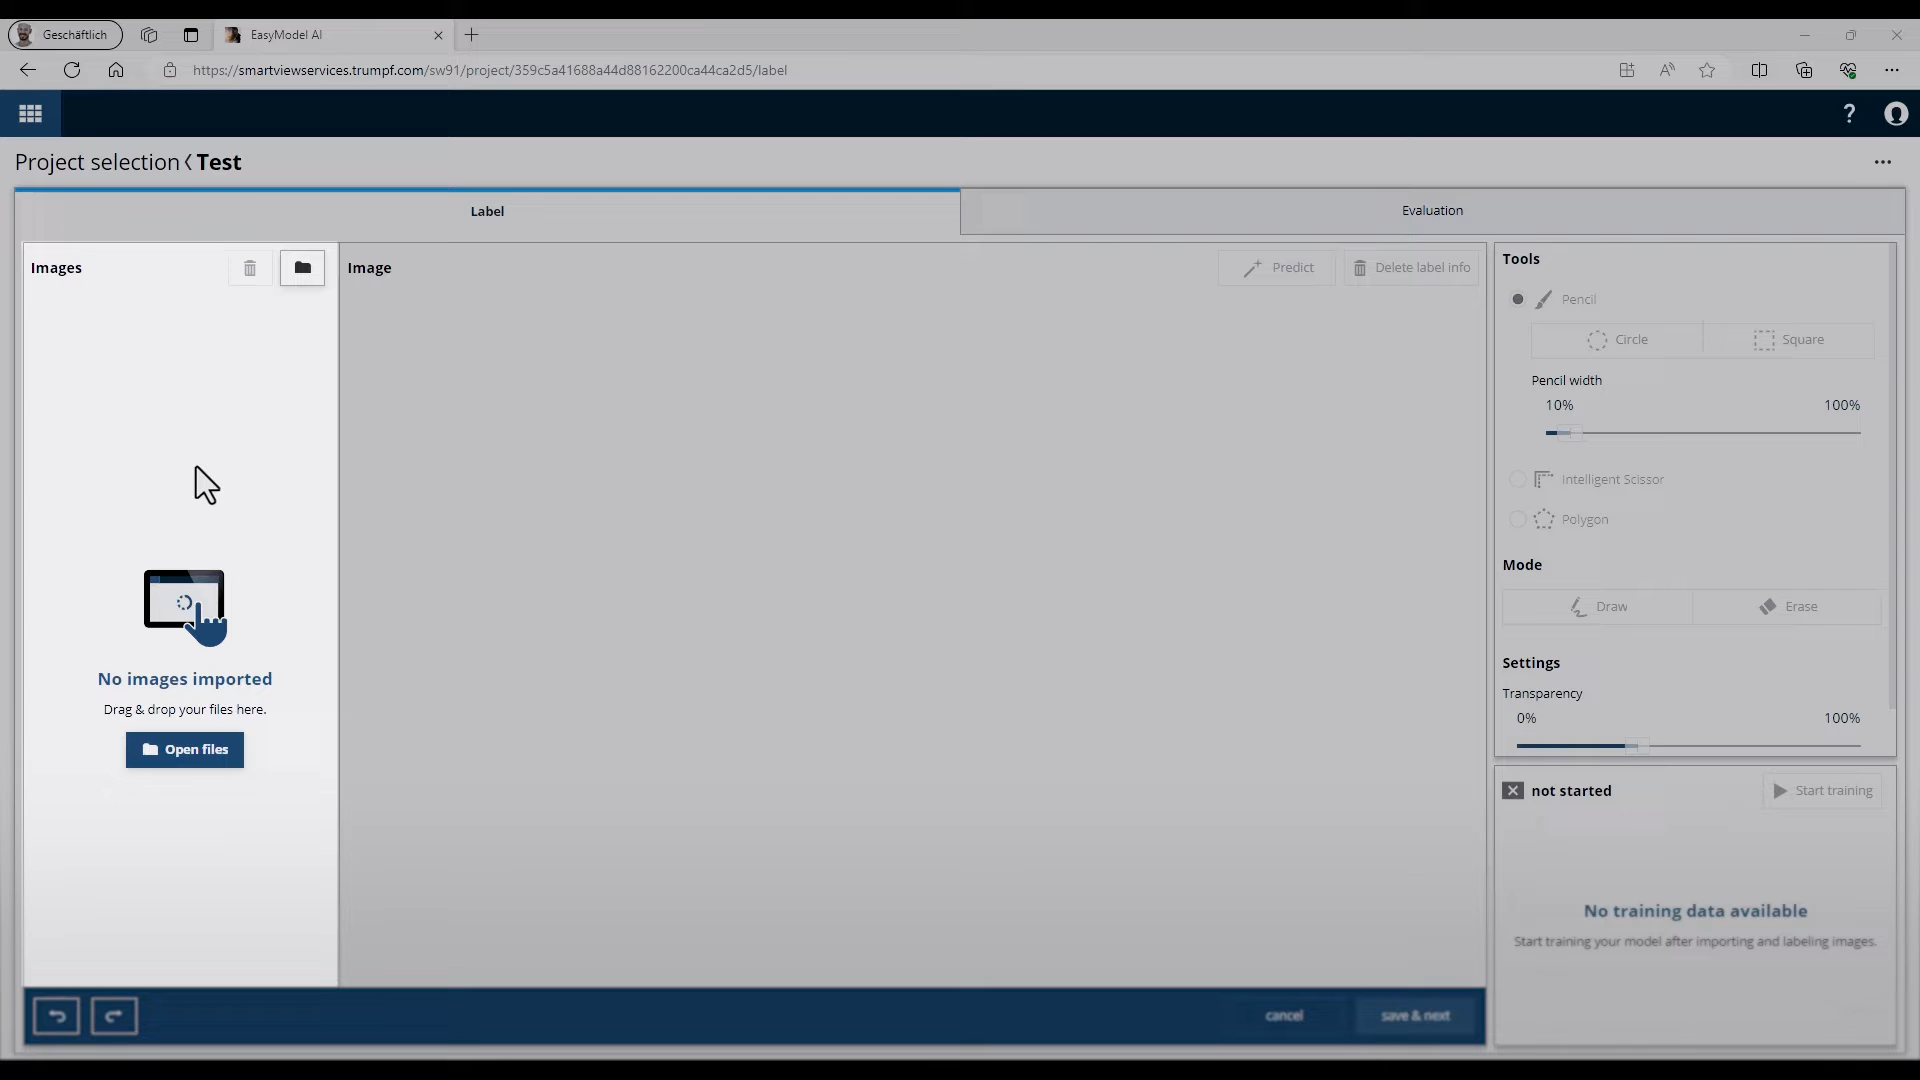 Geschäftlich
EasyModel AI
https://smartviewservices.trumpf.com/sw91/project/359c5a41688a44d88162200ca44ca2d5/label
?
Project selection < Test
Label
Evaluation
Images
Image
Predict
Delete label info
Tools
Pencil
Circle
Square
Pencil width
10%
100%
Intelligent Scissor
Polygon
Mode
Draw
Erase
Settings
Transparency
0%
100%
No images imported
Drag & drop your files here.
Open files
not started
Start training
No training data available
Start training your model after importing and labeling images.
cancel
save & next